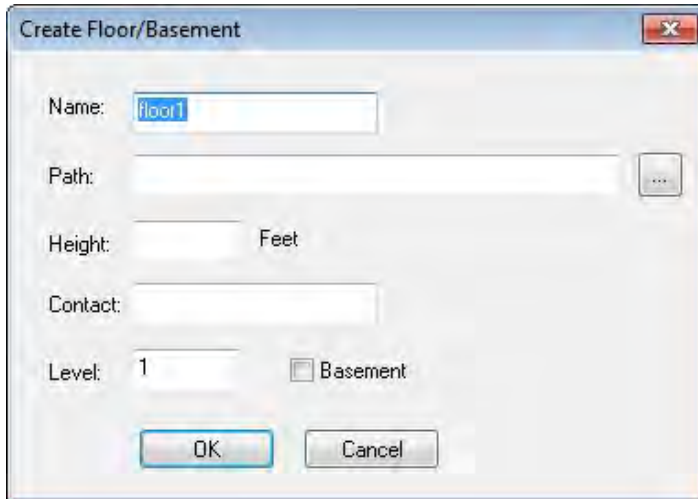 Create Floor/Basement
Name: floor1
Path: ...
Height: Feet
Contact:
Level: 1 Basement
OK Cancel